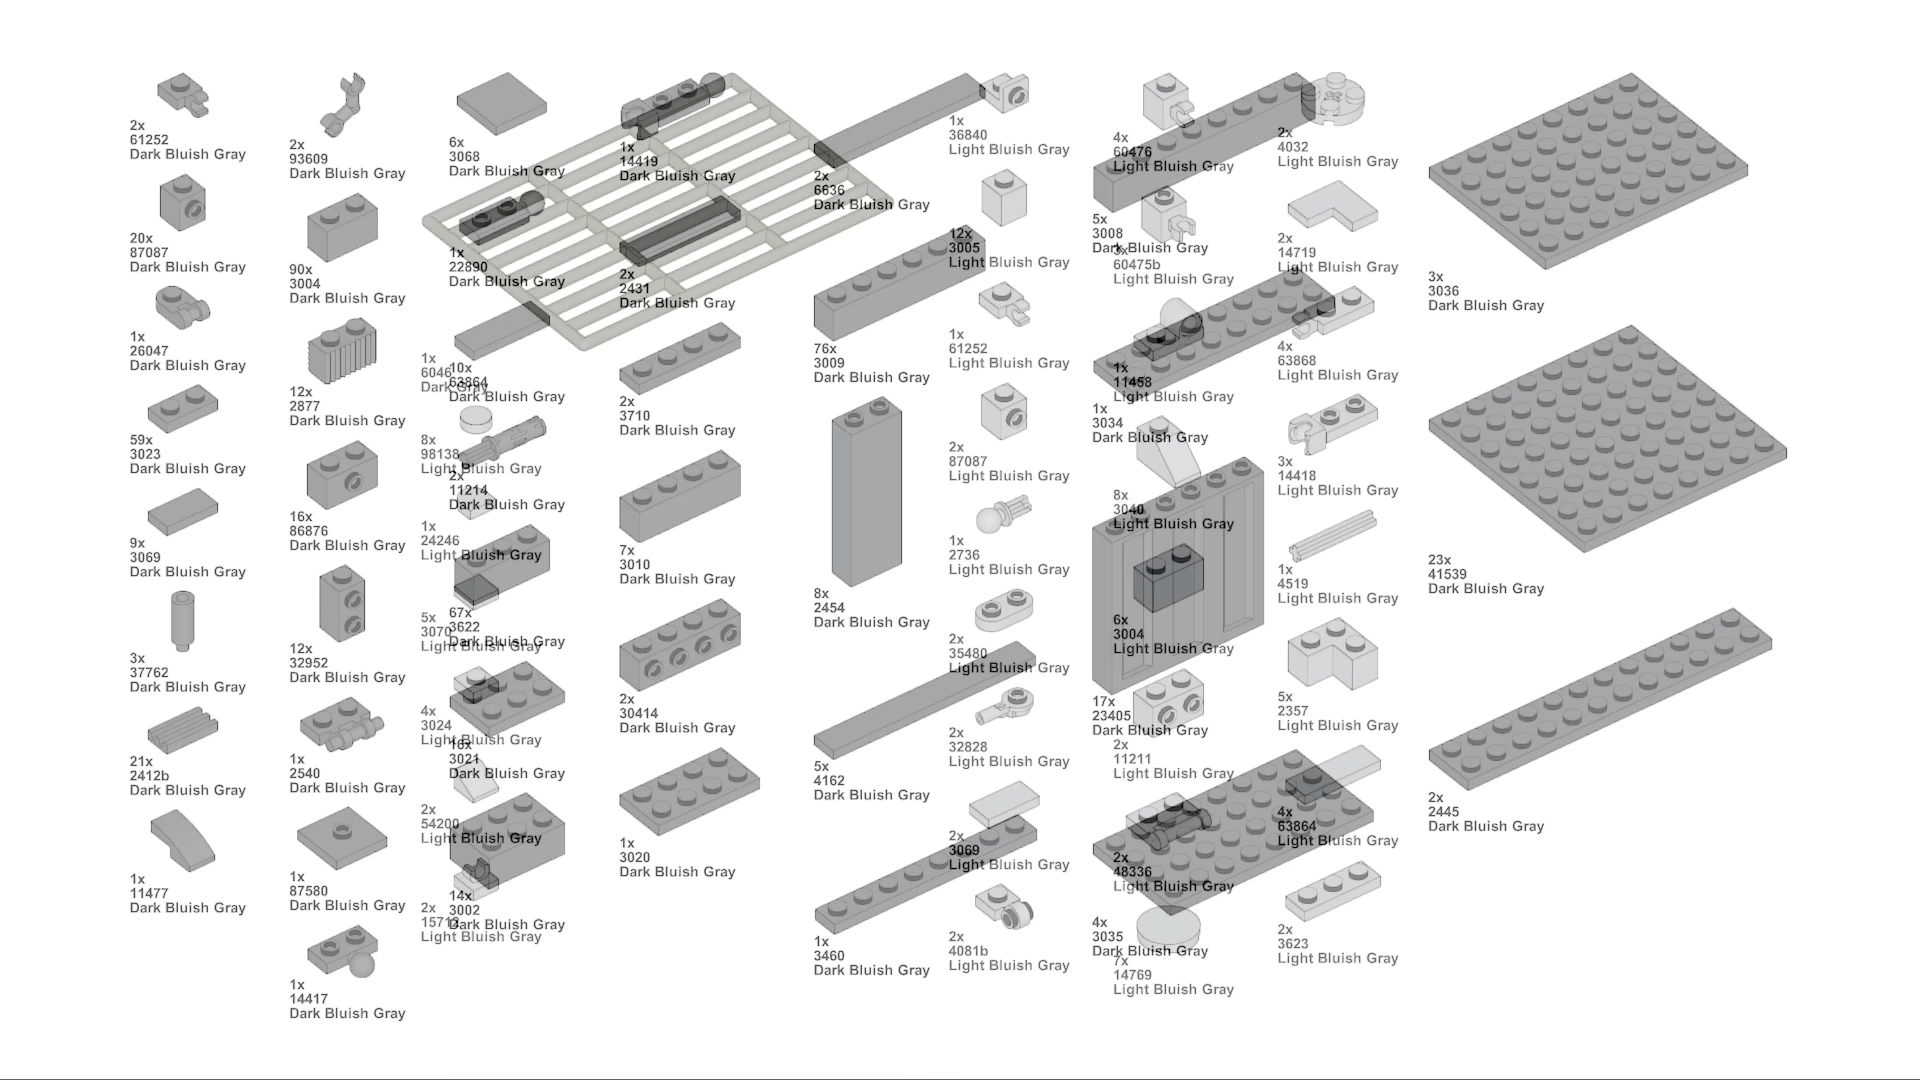 2x
61252
Dark Bluish Gray
20x
87087
Dark Bluish Gray
1x
26047
Dark Bluish Gray
59x
3023
Dark Bluish Gray
9x
3069
Dark Bluish Gray
3x
37762
Dark Bluish Gray
21x
2412b
Dark Bluish Gray
1x
11477
Dark Bluish Gray
2x
93609
Dark Bluish Gray
90x
3004
Dark Bluish Gray
12x
2877
Dark Bluish Gray
16x
86876
Dark Bluish Gray
12x
32952
Dark Bluish Gray
1x
2540
Dark Bluish Gray
1x
87580
Dark Bluish Gray
1x
14417
Dark Bluish Gray
6x
3068
Dark Bluish Gray
1x
22890
Dark Bluish Gray
1x
6046
Dark Gray
10x
63864
Dark Bluish Gray
8x
98138
Light Bluish Gray
2x
11214
Dark Bluish Gray
1x
24246
Light Bluish Gray
67x
3622
Dark Bluish Gray
5x
3070
Light Bluish Gray
4x
3024
Light Bluish Gray
16x
3021
Dark Bluish Gray
2x
54200
Light Bluish Gray
14x
3002
Dark Bluish Gray
2x
15712
Light Bluish Gray
1x
14419
Dark Bluish Gray
2x
2431
Dark Bluish Gray
2x
3710
Dark Bluish Gray
7x
3010
Dark Bluish Gray
2x
30414
Dark Bluish Gray
1x
3020
Dark Bluish Gray
2x
6636
Dark Bluish Gray
76x
3009
Dark Bluish Gray
8x
2454
Dark Bluish Gray
5x
4162
Dark Bluish Gray
1x
3460
Dark Bluish Gray
1x
36840
Light Bluish Gray
12x
3005
Light Bluish Gray
1x
61252
Light Bluish Gray
2x
87087
Light Bluish Gray
1x
2736
Light Bluish Gray
2x
35480
Light Bluish Gray
2x
32828
Light Bluish Gray
2x
3069
Light Bluish Gray
2x
4081b
Light Bluish Gray
4x
60476
Light Bluish Gray
5x
3008
Dark Bluish Gray
60475b
Light Bluish Gray
1x
11458
Light Bluish Gray
1x
3034
Dark Bluish Gray
8x
3040
Light Bluish Gray
6x
3004
Light Bluish Gray
17x
23405
Dark Bluish Gray
2x
11211
Light Bluish Gray
2x
48336
Light Bluish Gray
4x
3035
Dark Bluish Gray
7x
14769
Light Bluish Gray
2x
4032
Light Bluish Gray
2x
14719
Light Bluish Gray
4x
63868
Light Bluish Gray
3x
14418
Light Bluish Gray
1x
4519
Light Bluish Gray
5x
2357
Light Bluish Gray
4x
63864
Light Bluish Gray
2x
3623
Light Bluish Gray
3x
3036
Dark Bluish Gray
23x
41539
Dark Bluish Gray
2x
2445
Dark Bluish Gray